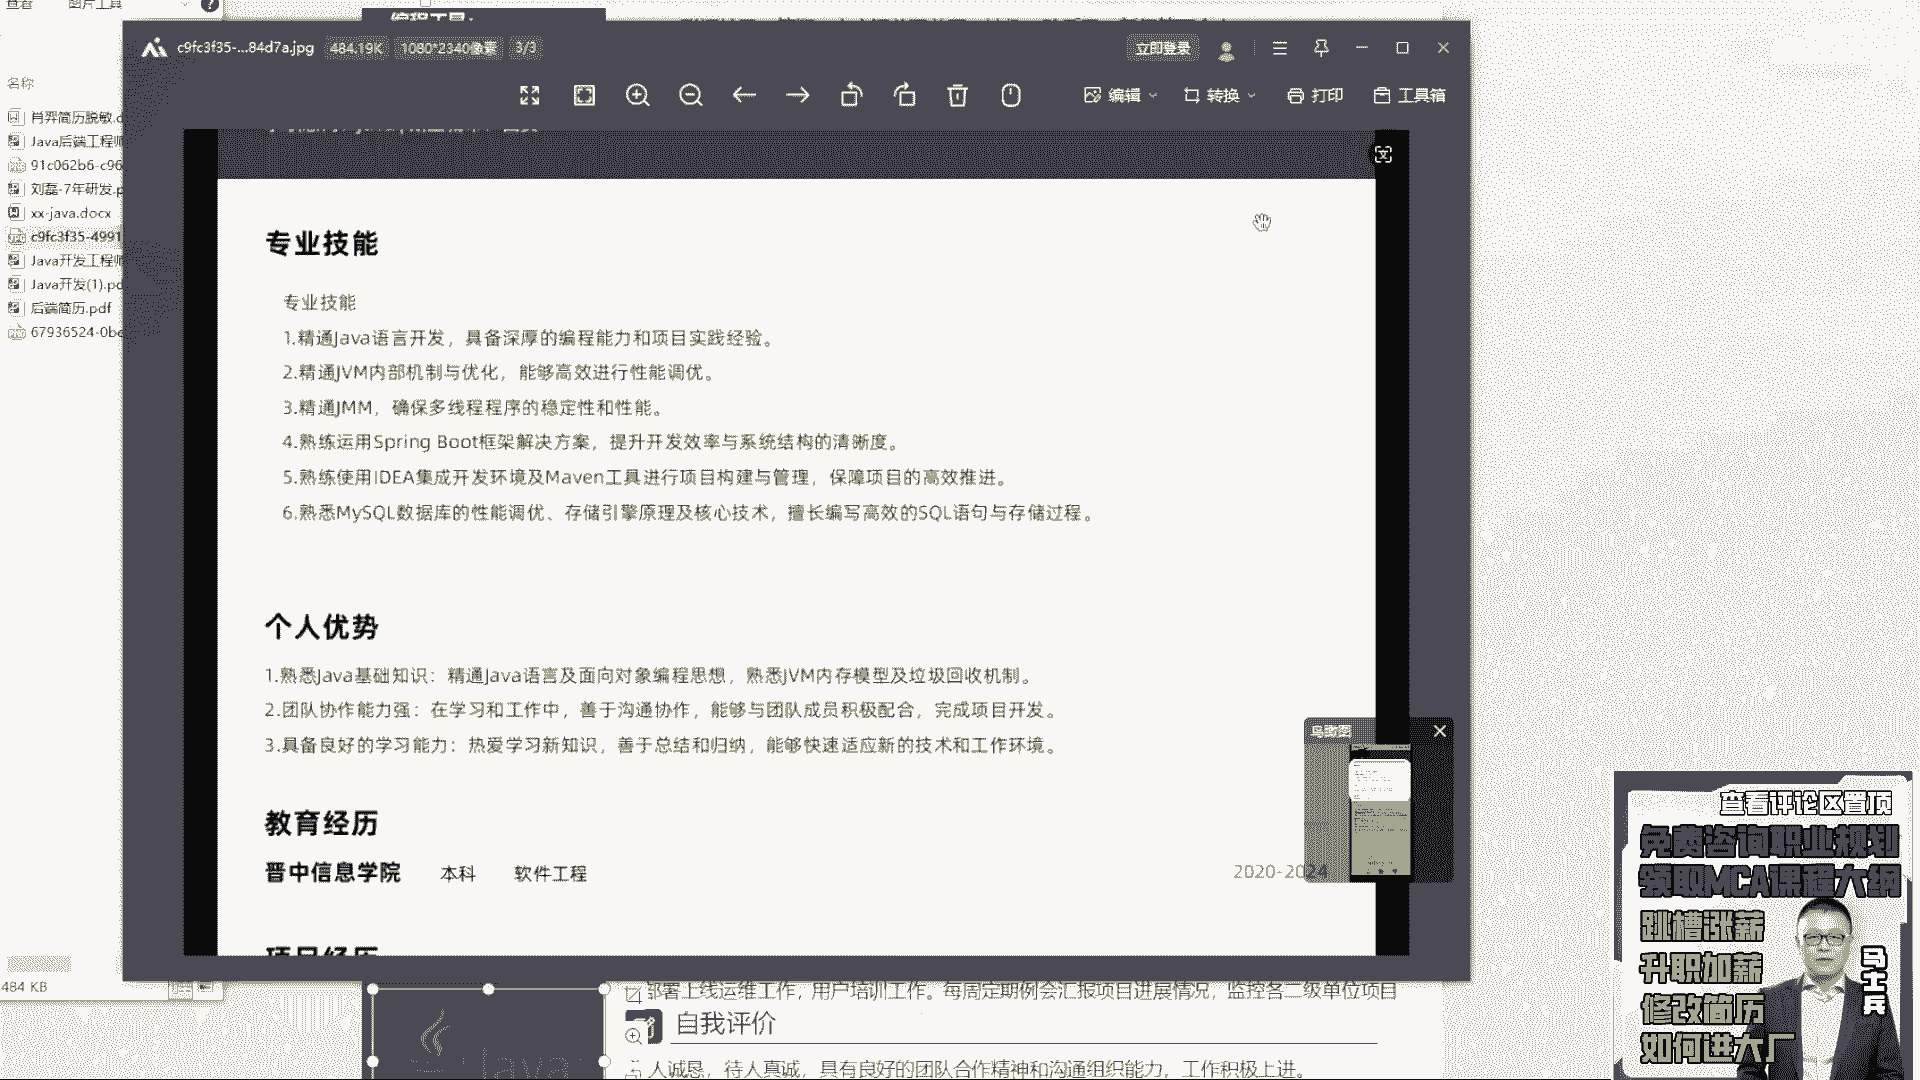 查看
图片工具
编程工具:
c9fc3f35-...84d7a.jpg
484.19K
1080*2340像素
3/3
立即登录
编辑
转换
打印
工具箱
名称
肖羿简历脱敏.d
Java后端工程师
91c062b6-c96
刘磊-7年研发.p
xx-java.docx
c9fc3f35-4991
Java开发工程师
Java开发(1).pd
后端简历.pdf
67936524-0be
484 KB
专业技能
专业技能
1.精通Java语言开发，具备深厚的编程能力和项目实践经验。
2.精通JVM内部机制与优化，能够高效进行性能调优。
3.精通JMM，确保多线程程序的稳定性和性能。
4.熟练运用Spring Boot框架解决方案，提升开发效率与系统结构的清晰度。
5.熟练使用IDEA集成开发环境及Maven工具进行项目构建与管理，保障项目的高效推进。
6.熟悉MySQL数据库的性能调优、存储引擎原理及核心技术，擅长编写高效的SQL语句与存储过程。
个人优势
1.熟悉Java基础知识：精通Java语言及面向对象编程思想，熟悉JVM内存模型及垃圾回收机制。
2.团队协作能力强：在学习和工作中，善于沟通协作，能够与团队成员积极配合，完成项目开发。
3.具备良好的学习能力：热爱学习新知识，善于总结和归纳，能够快速适应新的技术和工作环境。
鸟瞰图
教育经历
晋中信息学院 本科 软件工程 2020-2024
项目经历
部署上线运维工作，用户培训工作。每周定期例会汇报项目进展情况，监控各二级单位项目
自我评价
人诚恳，待人真诚，具有良好的团队合作精神和沟通组织能力，工作积极上进。
Java
查看评论区置顶
免费咨询职业规划
领取MCA课程大纲
跳槽涨薪
升职加薪
修改简历
如何进大厂
马士兵